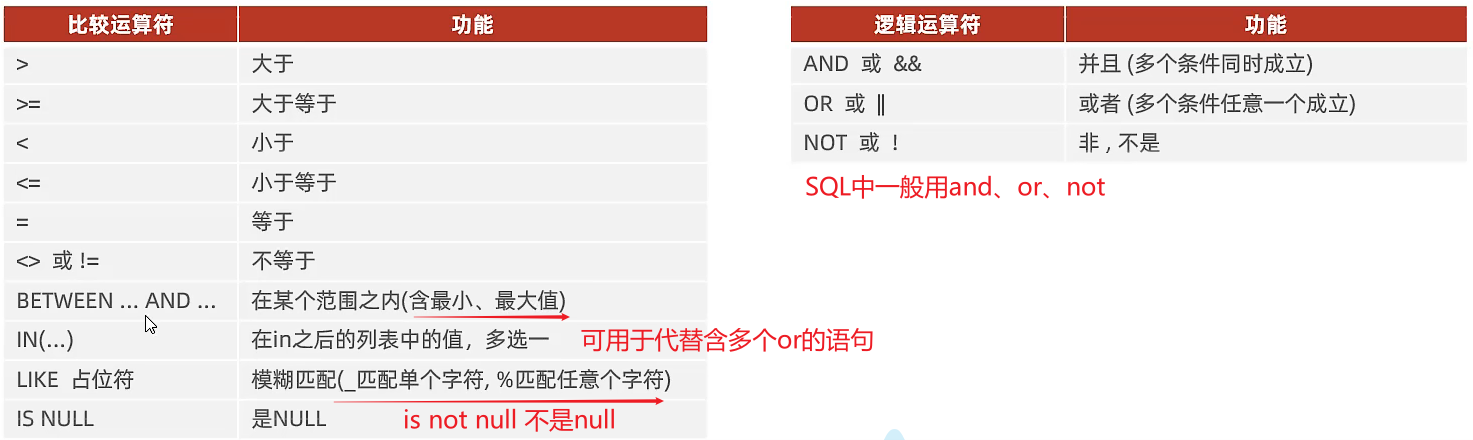 比较运算符 功能
> 大于
>= 大于等于
< 小于
<= 小于等于
= 等于
<> 或 != 不等于
BETWEEN ... AND ... 在某个范围之内(含最小、最大值)
IN(...) 在in之后的列表中的值，多选一 可用于代替含多个or的语句
LIKE 占位符 模糊匹配(_匹配单个字符, %匹配任意个字符)
IS NULL 是NULL is not null 不是null
逻辑运算符 功能
AND 或 && 并且 (多个条件同时成立)
OR 或 || 或者 (多个条件任意一个成立)
NOT 或 ! 非 , 不是
SQL中一般用and、or、not